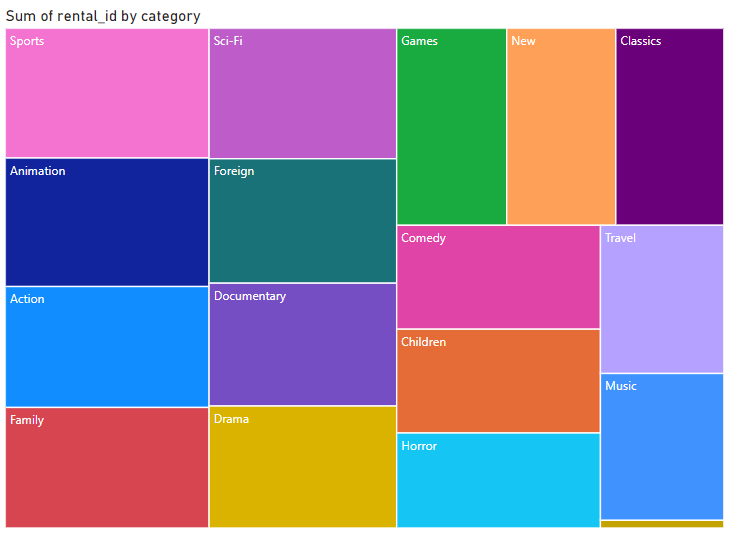 Sum of rental_id by category
Sports
Sci-Fi
Games
New
Classics
Animation
Foreign
Comedy
Travel
Action
Documentary
Children
Music
Family
Drama
Horror